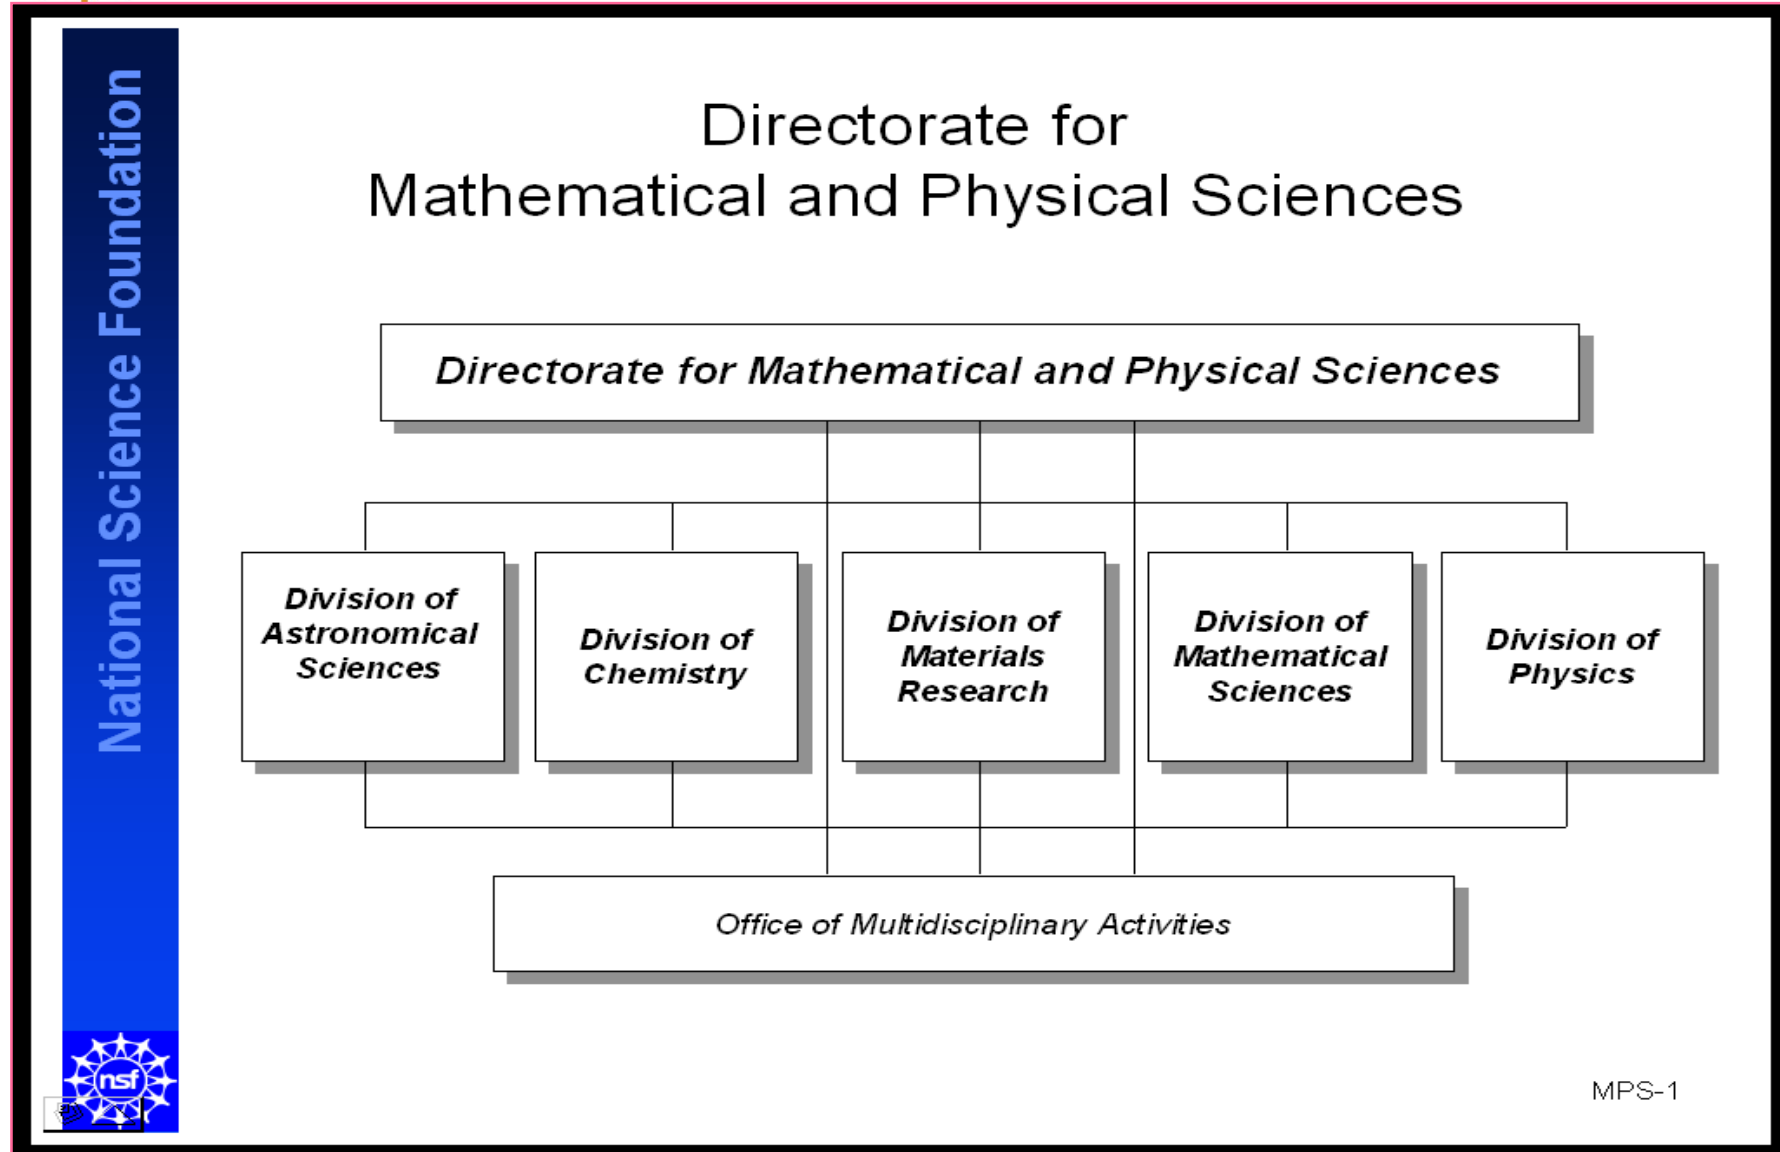 National Science Foundation
Directorate for
Mathematical and Physical Sciences
Directorate for Mathematical and Physical Sciences
Division of
Astronomical
Sciences
Division of
Chemistry
Division of
Materials
Research
Division of
Mathematical
Sciences
Division of
Physics
Office of Multidisciplinary Activities
nsf
MPS-1